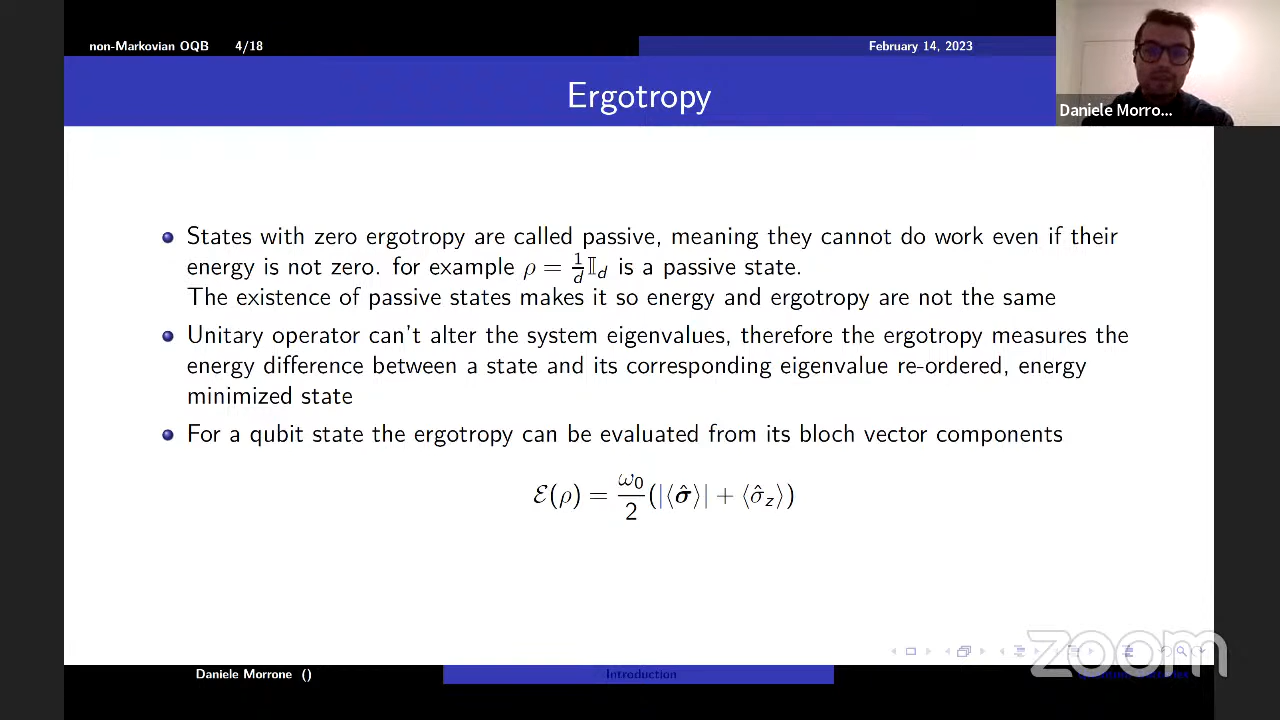 non-Markovian OQB 4/18
February 14, 2023
Ergotropy
Daniele Morro...
States with zero ergotropy are called passive, meaning they cannot do work even if their
energy is not zero. for example ρ = 1/d 𝕀_d is a passive state.
The existence of passive states makes it so energy and ergotropy are not the same
Unitary operator can't alter the system eigenvalues, therefore the ergotropy measures the
energy difference between a state and its corresponding eigenvalue re-ordered, energy
minimized state
For a qubit state the ergotropy can be evaluated from its bloch vector components
ℰ(ρ) = ω₀/2 (|⟨σ̂⟩| + ⟨σ̂_z⟩)
zoom
Daniele Morrone ()
Introduction